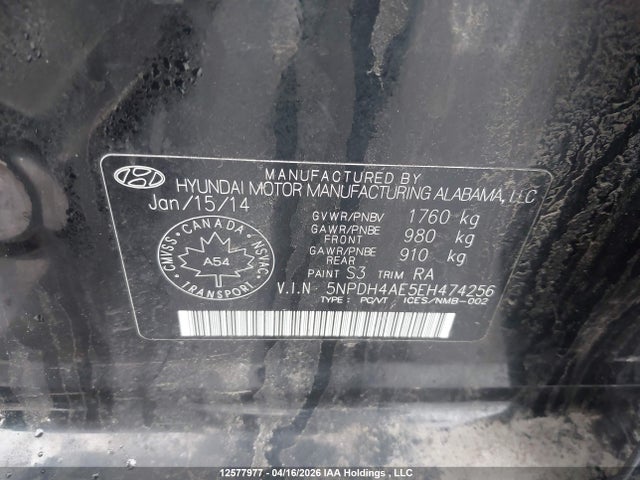 MANUFACTURED BY
HYUNDAI MOTOR MANUFACTURING ALABAMA, LLC
Jan/15/14
GVWR/PNBV 1760 kg
GAWR/PNBE FRONT 980 kg
GAWR/PNBE REAR 910 kg
PAINT S3 TRIM RA
V.I.N : 5NPDH4AE5EH474256
TYPE : PC/VT ICES/NMB-002
CANADA
CMVSS NSVAC
A54
TRANSPORT
12577977 - 04/16/2026 IAA Holdings , LLC